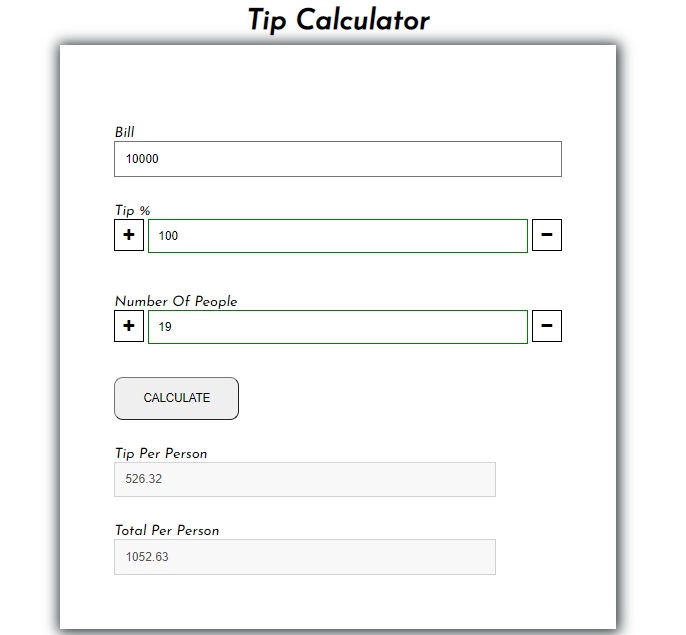 Tip Calculator
Bill
10000
Tip %
+ 100 −
Number Of People
+ 19 −
CALCULATE
Tip Per Person
526.32
Total Per Person
1052.63